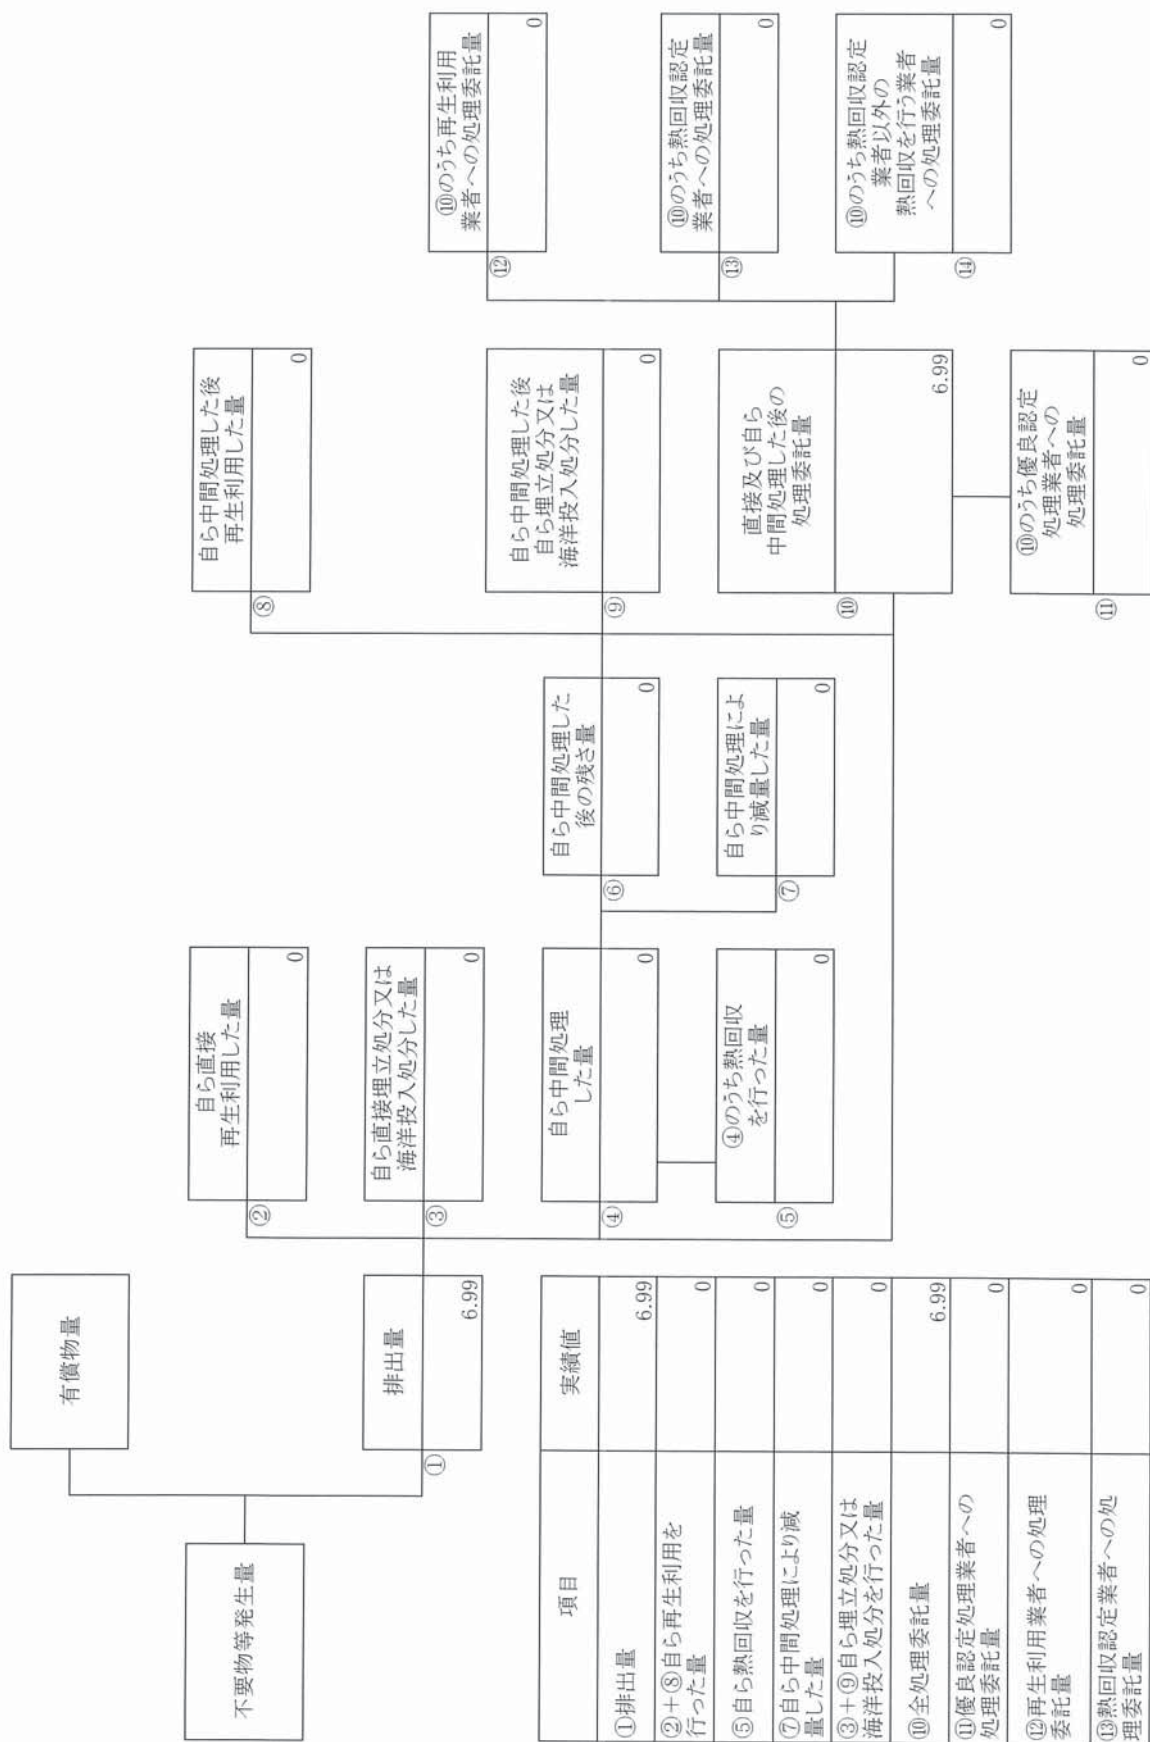 不要物等発生量
有償物量
排出量
①
6.99
自ら直接
再生利用した量
②
0
自ら直接埋立処分又は
海洋投入処分した量
③
0
自ら中間処理
した量
④
0
④のうち熱回収
を行った量
⑤
0
自ら中間処理した
後の残さ量
⑥
0
自ら中間処理によ
り減量した量
⑦
0
自ら中間処理した後
再生利用した量
⑧
0
自ら中間処理した後
自ら埋立処分又は
海洋投入処分した量
⑨
0
直接及び自ら
中間処理した後の
処理委託量
⑩
6.99
⑩のうち優良認定
処理業者への
処理委託量
⑪
0
⑩のうち再生利用
業者への処理委託量
⑫
0
⑩のうち熱回収認定
業者への処理委託量
⑬
0
⑩のうち熱回収認定
業者以外の
熱回収を行う業者
への処理委託量
⑭
0
項目 実績値
①排出量 6.99
②+⑧自ら再生利用を
行った量 0
⑤自ら熱回収を行った量 0
⑦自ら中間処理により減
量した量 0
③+⑨自ら埋立処分又は
海洋投入処分を行った量 0
⑩全処理委託量 6.99
⑪優良認定処理業者への
処理委託量 0
⑫再生利用業者への処理
委託量 0
⑬熱回収認定業者への処
理委託量 0